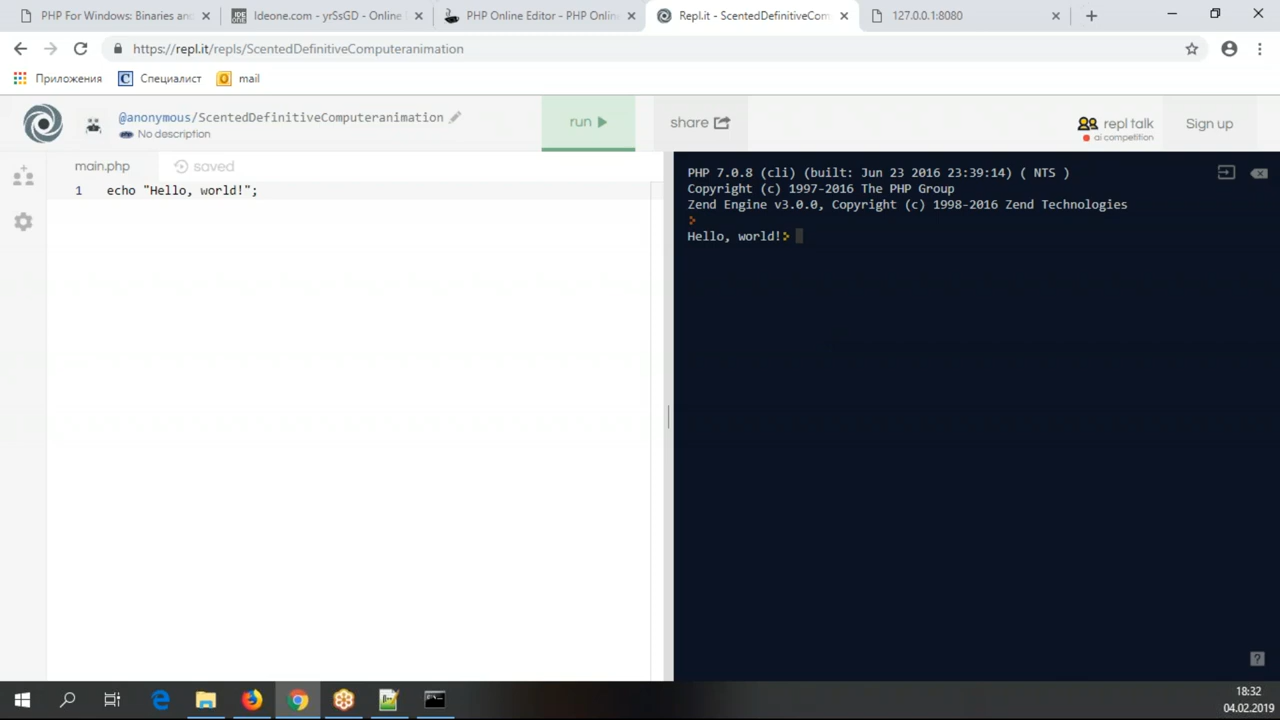 PHP For Windows: Binaries and
Ideone.com - yrSsGD - Online
PHP Online Editor - PHP Onlin
Repl.it - ScentedDefinitiveCom
127.0.0.1:8080
https://repl.it/repls/ScentedDefinitiveComputeranimation
Приложения
C Специалист
mail
@anonymous/ScentedDefinitiveComputeranimation
No description
run
share
repl talk
ai competition
Sign up
main.php
saved
1 echo "Hello, world!";
PHP 7.0.8 (cli) (built: Jun 23 2016 23:39:14) ( NTS )
Copyright (c) 1997-2016 The PHP Group
Zend Engine v3.0.0, Copyright (c) 1998-2016 Zend Technologies
>
Hello, world!>
?
18:32
04.02.2019